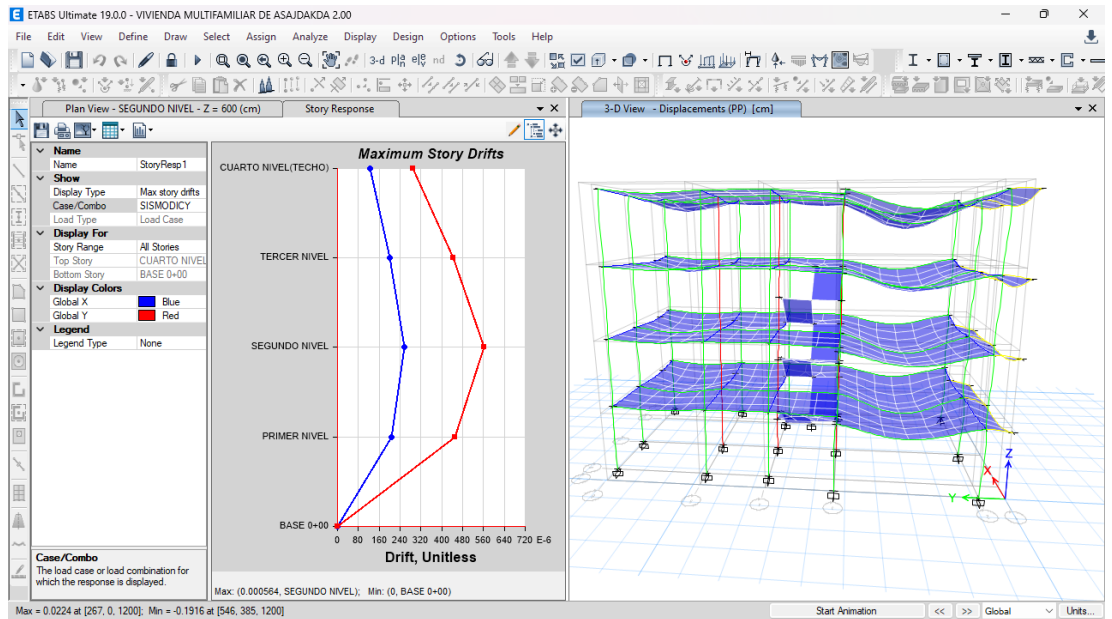 ETABS Ultimate 19.0.0 - VIVIENDA MULTIFAMILIAR DE ASAJDAKDA 2.00
File Edit View Define Draw Select Assign Analyze Display Design Options Tools Help
3-d nd
Plan View - SEGUNDO NIVEL - Z = 600 (cm)
Story Response
Name
Name StoryResp1
Show
Display Type Max story drifts
Case/Combo SISMODICY
Load Type Load Case
Display For
Story Range All Stories
Top Story CUARTO NIVEL
Bottom Story BASE 0+00
Display Colors
Global X Blue
Global Y Red
Legend
Legend Type None
Case/Combo
The load case or load combination for
which the response is displayed.
Maximum Story Drifts
CUARTO NIVEL(TECHO)
TERCER NIVEL
SEGUNDO NIVEL
PRIMER NIVEL
BASE 0+00
0 80 160 240 320 400 480 560 640 720 E-6
Drift, Unitless
Max: (0.000564, SEGUNDO NIVEL); Min: (0, BASE 0+00)
3-D View - Displacements (PP) [cm]
Z
X
Y
Max = 0.0224 at [267, 0, 1200]; Min = -0.1916 at [546, 385, 1200]
Start Animation << >> Global Units...